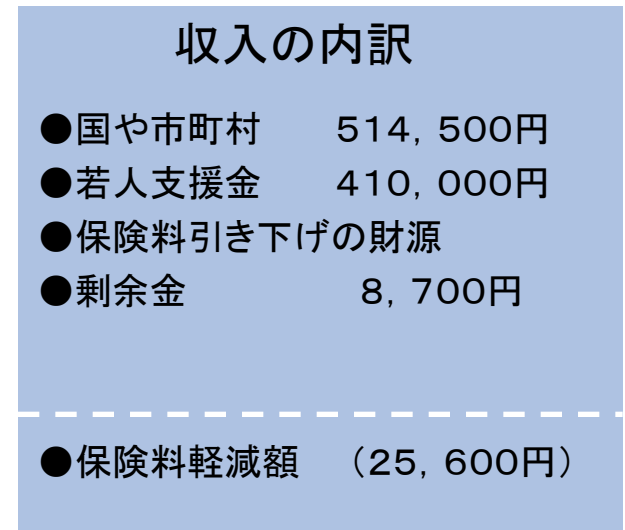 収入の内訳
●国や市町村　　514，500円
●若人支援金　　410，000円
●保険料引き下げの財源
●剰余金　　　　　8，700円
●保険料軽減額　（25，600円）